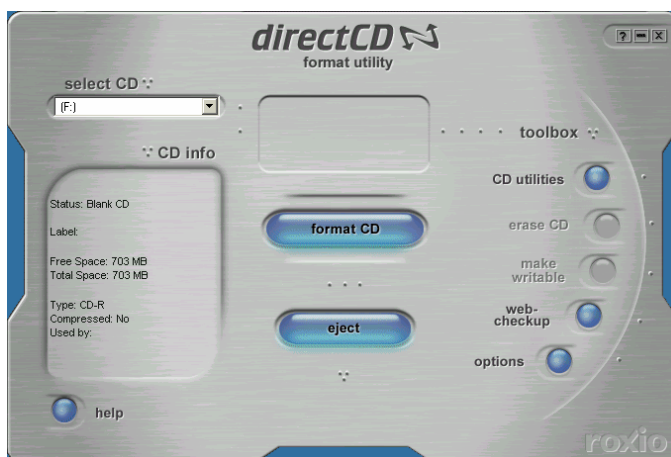 directCD
format utility
select CD
(F:)
CD info
Status: Blank CD
Label:
Free Space: 703 MB
Total Space: 703 MB
Type: CD-R
Compressed: No
Used by:
help
format CD
eject
toolbox
CD utilities
erase CD
make
writable
web-
checkup
options
?
roxio